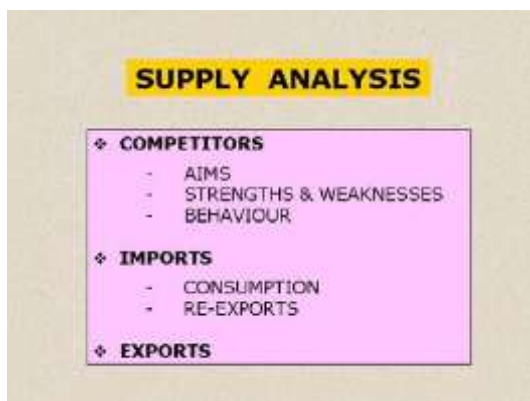 SUPPLY ANALYSIS
❖ COMPETITORS
- AIMS
- STRENGTHS & WEAKNESSES
- BEHAVIOUR
❖ IMPORTS
- CONSUMPTION
- RE-EXPORTS
❖ EXPORTS